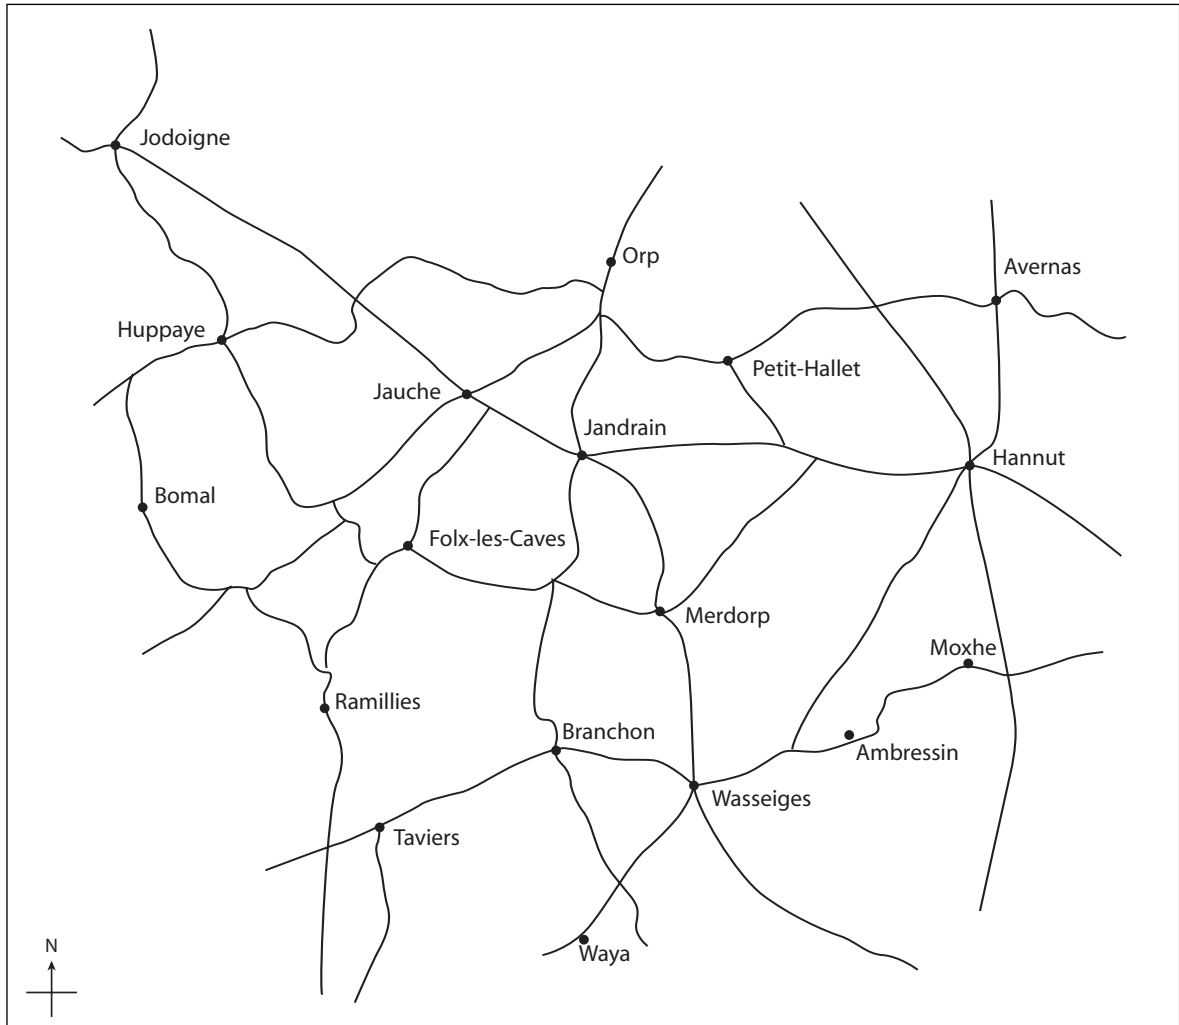 Jodoigne
Orp
Avernas
Huppaye
Petit-Hallet
Jauche
Jandrain
Hannut
Bomal
Folx-les-Caves
Merdorp
Moxhe
Ramillies
Branchon
Ambressin
Wasseiges
Taviers
N
Waya